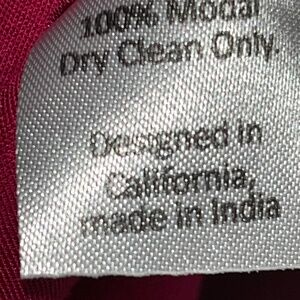 100% Modal
Dry Clean Only.
Designed in
California,
made in India